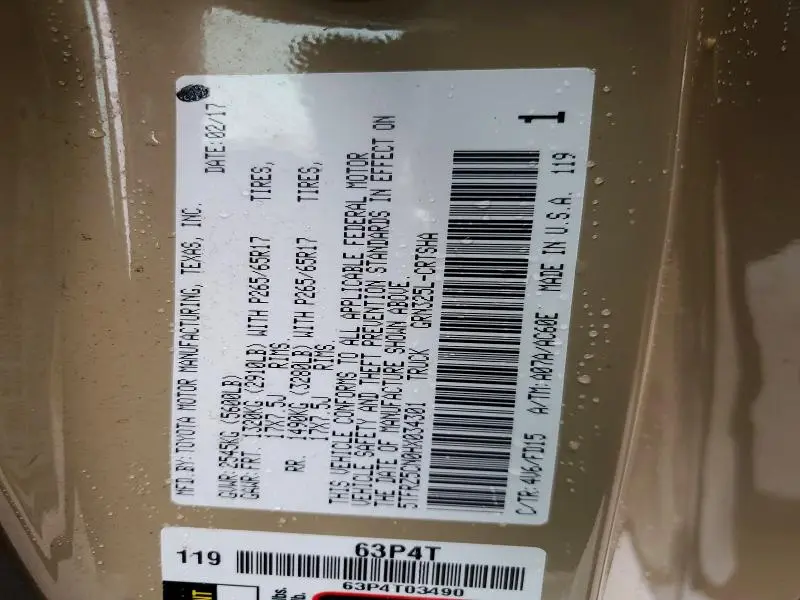 MFD.BY:TOYOTA MOTOR MANUFACTURING, TEXAS, INC.
DATE:02/17
GVWR:2545KG (5600LB)
GAWR: FRT. 1320KG (2910LB) WITH P265/65R17 TIRES,
17X7.5J RIMS,
RR. 1490KG (3280LB) WITH P265/65R17 TIRES,
17X7.5J RIMS.
THIS VEHICLE CONFORMS TO ALL APPLICABLE FEDERAL MOTOR
VEHICLE SAFETY AND THEFT PREVENTION STANDARDS IN EFFECT ON
THE DATE OF MANUFACTURE SHOWN ABOVE.
TRUCK GRN325L-CRTSHA
1
C/TR:4V6/FD15 A/TM:A07A/AC60E MADE IN U.S.A. 119
63P4T
119
63P4T03490